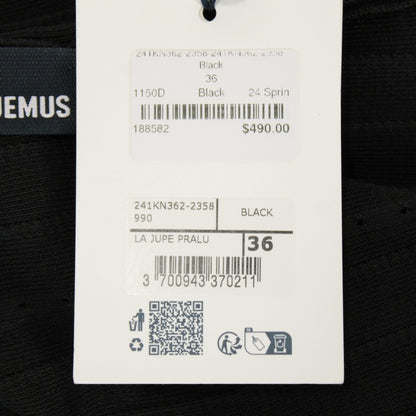 241KN362-2358-241KN362-2358
Black
36
1150D Black 24 Sprin
188582 $490.00
UEMUS
241KN362-2358
990
BLACK
LA JUPE PRALU
36
3 700943 370211